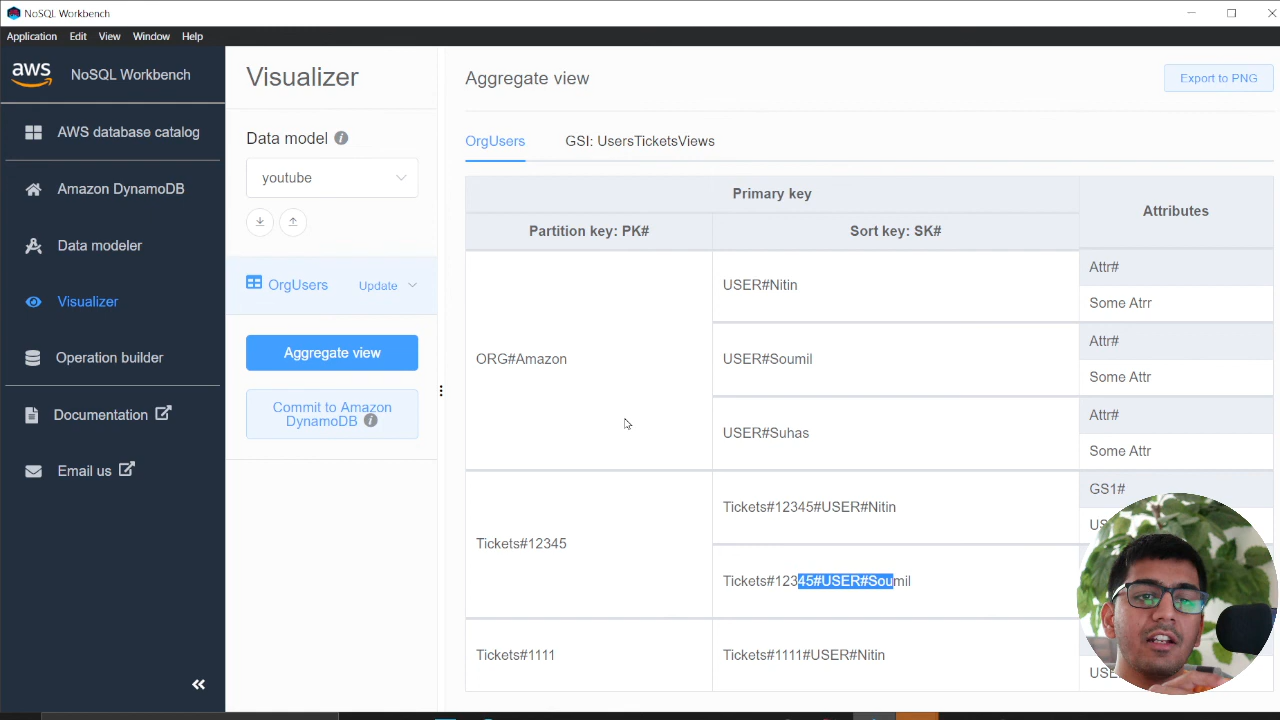 NoSQL Workbench
Application Edit View Window Help
aws NoSQL Workbench
AWS database catalog
Amazon DynamoDB
Data modeler
Visualizer
Operation builder
Documentation
Email us
Visualizer
Data model
youtube
OrgUsers Update
Aggregate view
Commit to Amazon
DynamoDB
Aggregate view
Export to PNG
OrgUsers GSI: UsersTicketsViews
Primary key
Attributes
Partition key: PK# Sort key: SK#
ORG#Amazon
USER#Nitin
Attr#
Some Atrr
USER#Soumil
Attr#
Some Attr
USER#Suhas
Attr#
Some Attr
Tickets#12345
Tickets#12345#USER#Nitin
GS1#
Tickets#12345#USER#Soumil
Tickets#1111
Tickets#1111#USER#Nitin